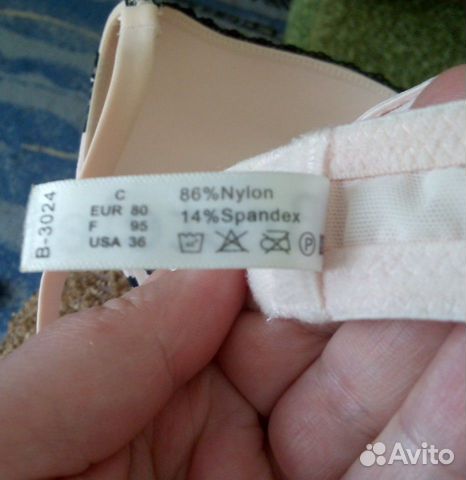 B-3024
C
EUR 80
F 95
USA 36
86%Nylon
14%Spandex
P
Avito